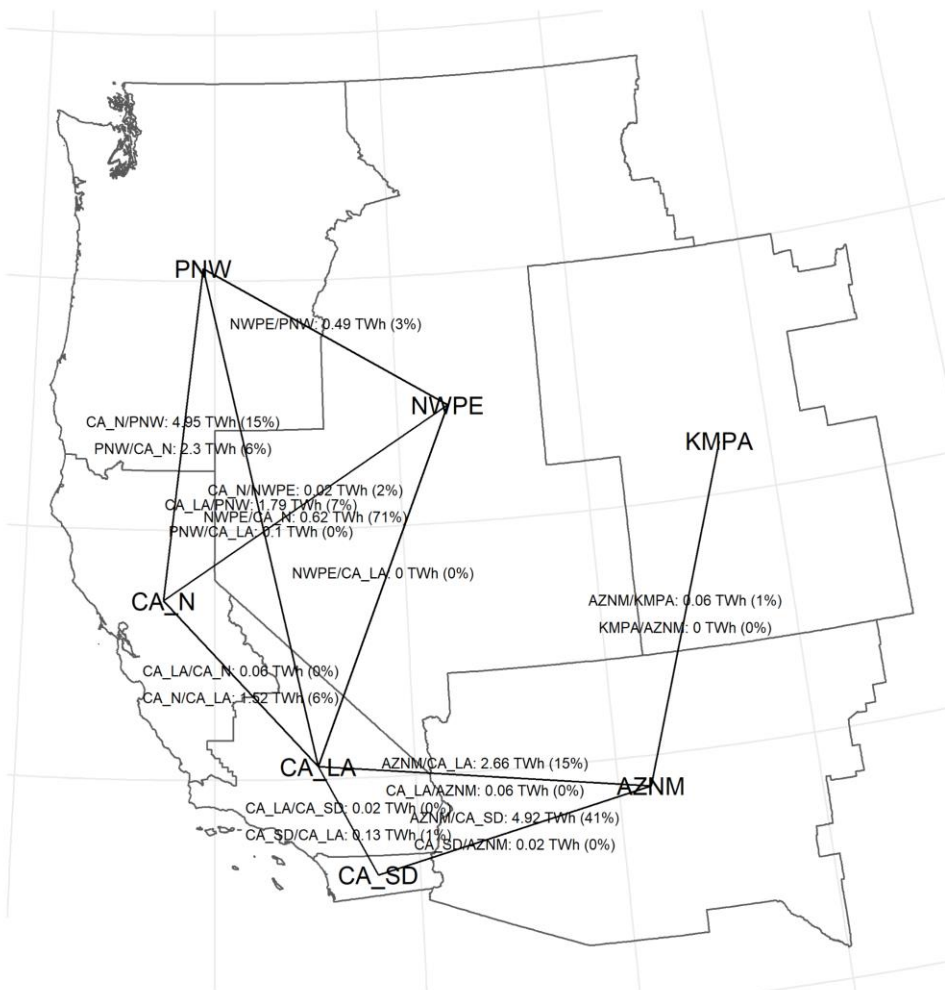 PNW
NWPE/PNW: 0.49 TWh (3%)
NWPE
CA_N/PNW: 4.95 TWh (15%)
KMPA
PNW/CA_N: 2.3 TWh (6%)
CA_N/NWPE: 0.02 TWh (2%)
CA_LA/PNW: 1.79 TWh (7%)
NWPE/CA_N: 0.62 TWh (71%)
PNW/CA_LA: 0.1 TWh (0%)
NWPE/CA_LA: 0 TWh (0%)
CA_N
AZNM/KMPA: 0.06 TWh (1%)
KMPA/AZNM: 0 TWh (0%)
CA_LA/CA_N: 0.06 TWh (0%)
CA_N/CA_LA: 1.52 TWh (6%)
CA_LA
AZNM/CA_LA: 2.66 TWh (15%)
AZNM
CA_LA/AZNM: 0.06 TWh (0%)
CA_LA/CA_SD: 0.02 TWh (0%)
AZNM/CA_SD: 4.92 TWh (41%)
CA_SD/CA_LA: 0.13 TWh (1%)
CA_SD/AZNM: 0.02 TWh (0%)
CA_SD